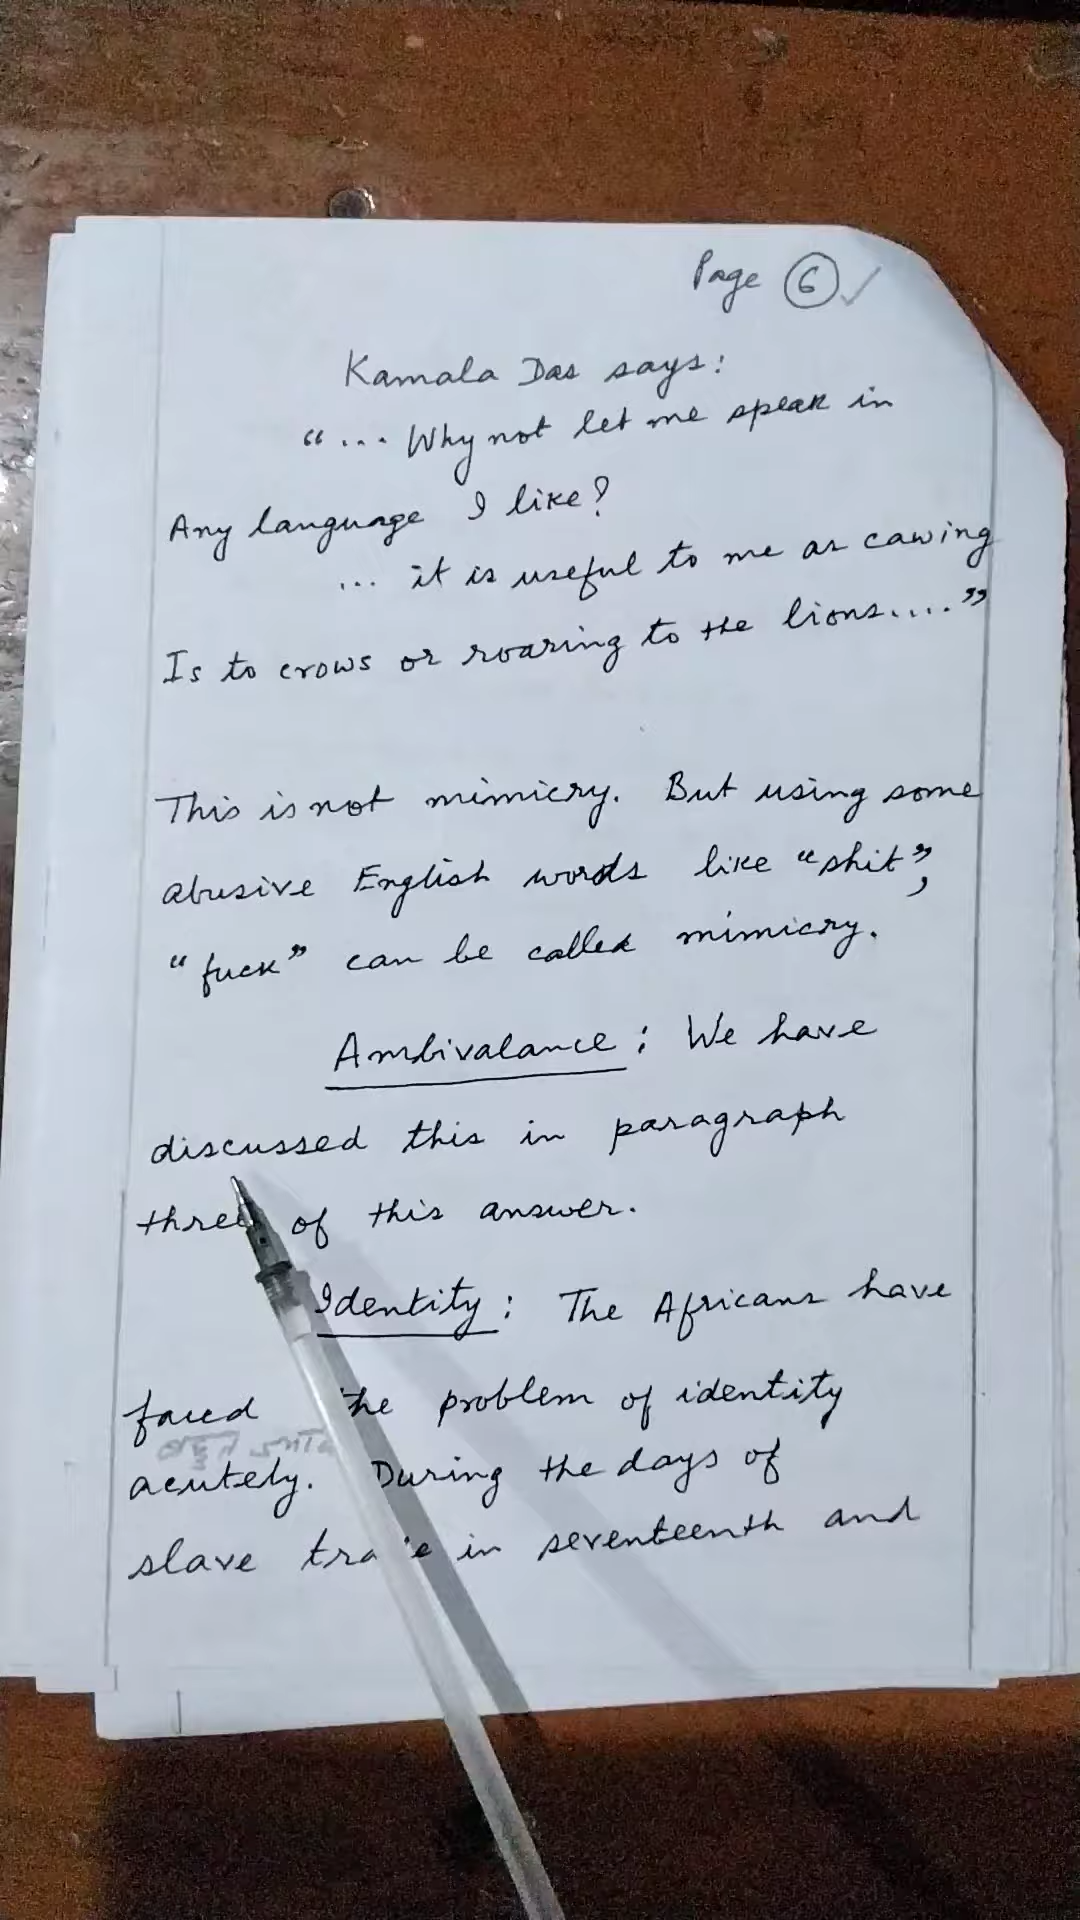 Page 6
Kamala Das says:
"... Why not let me speak in
Any language I like?
... it is useful to me as cawing
Is to crows or roaring to the lions....."
This is not mimicry. But using some
abusive English words like "shit",
"fuck" can be called mimicry.
Ambivalance: We have
discussed this in paragraph
three of this answer.
Identity: The Africans have
faced the problem of identity
acutely. During the days of
slave trade in seventeenth and